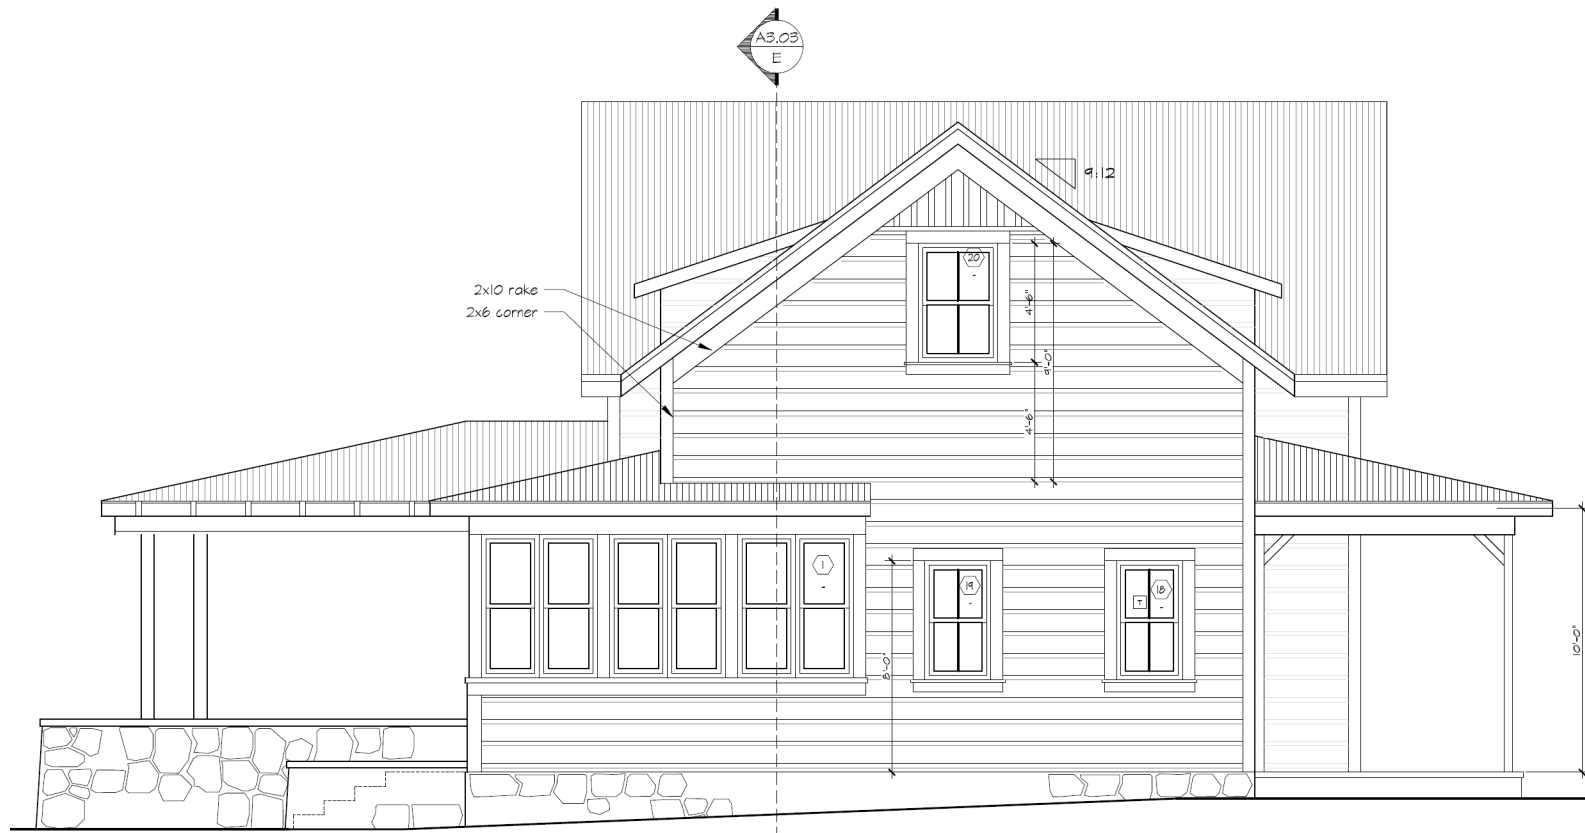 A3.03
E
9:12
20
-
2x10 rake
2x6 corner
4'-6"
9'-0"
4'-6"
1
-
19
-
18
T
-
8'-0"
10'-0"